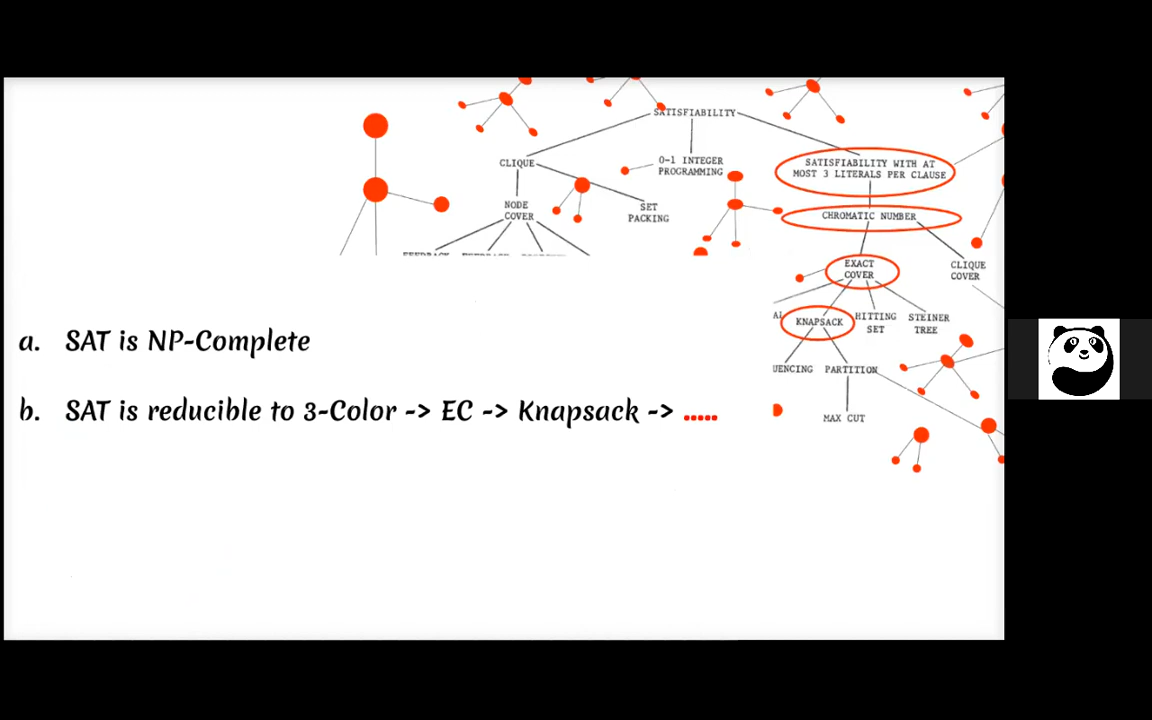 SATISFIABILITY
CLIQUE
0-1 INTEGER
PROGRAMMING
SATISFIABILITY WITH AT
MOST 3 LITERALS PER CLAUSE
NODE
COVER
SET
PACKING
CHROMATIC NUMBER
EXACT
COVER
CLIQUE
COVER
KNAPSACK
HITTING
SET
STEINER
TREE
a. SAT is NP-Complete
UENCING PARTITION
b. SAT is reducible to 3-Color -> EC -> Knapsack -> .....
MAX CUT